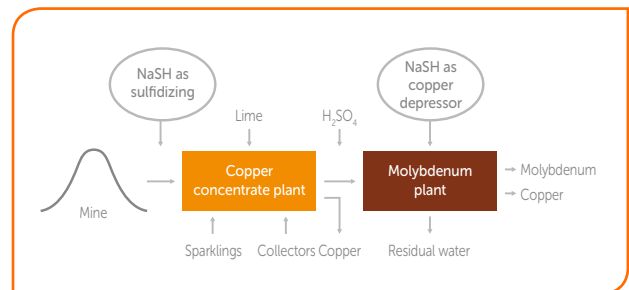 NaSH as
sulfidizing
NaSH as
copper
depressor
Lime
H₂SO₄
Mine
Copper
concentrate plant
Molybdenum
plant
Molybdenum
Copper
Sparklings
Collectors
Copper
Residual water